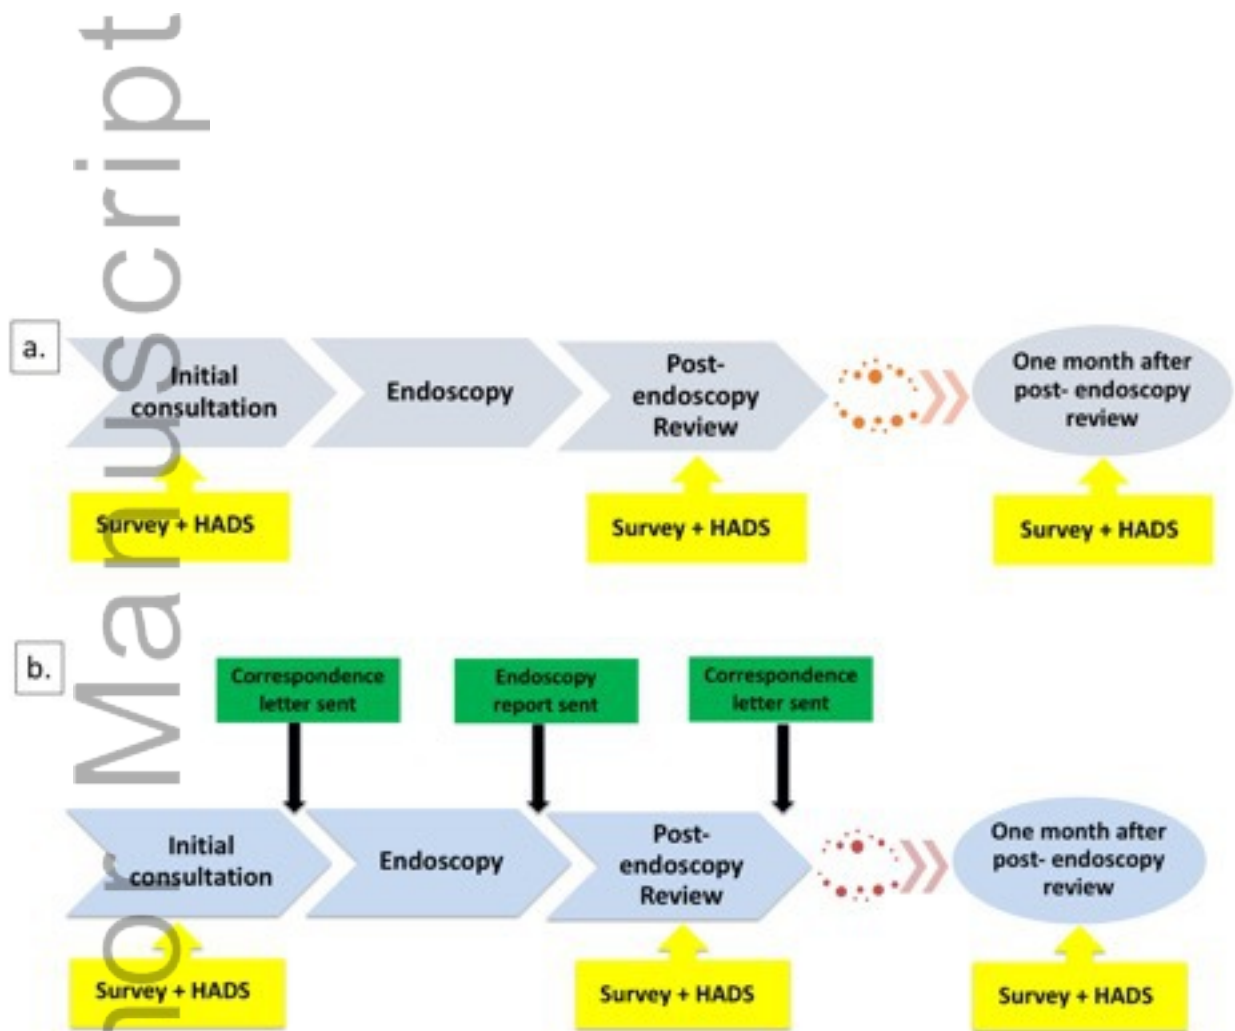 a.
Initial
consultation
Endoscopy
Post-
endoscopy
Review
One month after
post- endoscopy
review
Survey + HADS
Survey + HADS
Survey + HADS
b.
Correspondence
letter sent
Endoscopy
report sent
Correspondence
letter sent
Initial
consultation
Endoscopy
Post-
endoscopy
Review
One month after
post- endoscopy
review
Survey + HADS
Survey + HADS
Survey + HADS
Manuscript